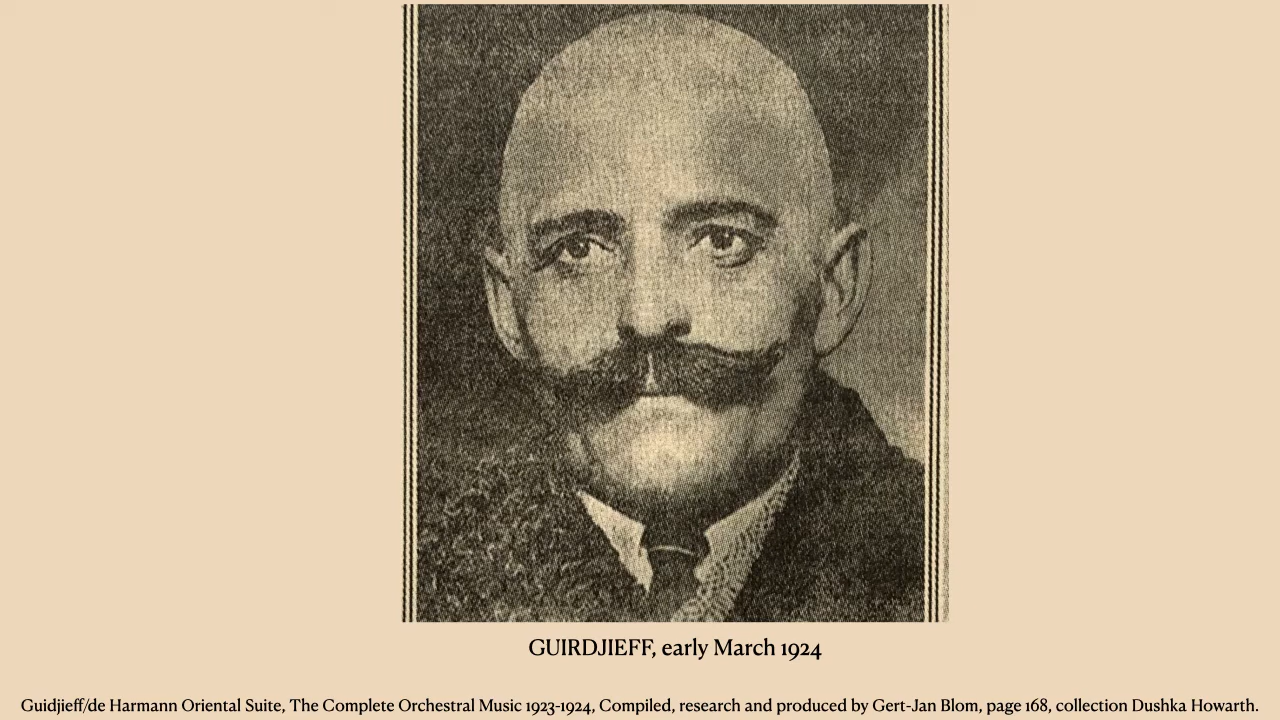 GUIRDJIEFF, early March 1924
Guidjieff/de Harmann Oriental Suite, The Complete Orchestral Music 1923-1924, Compiled, research and produced by Gert-Jan Blom, page 168, collection Dushka Howarth.